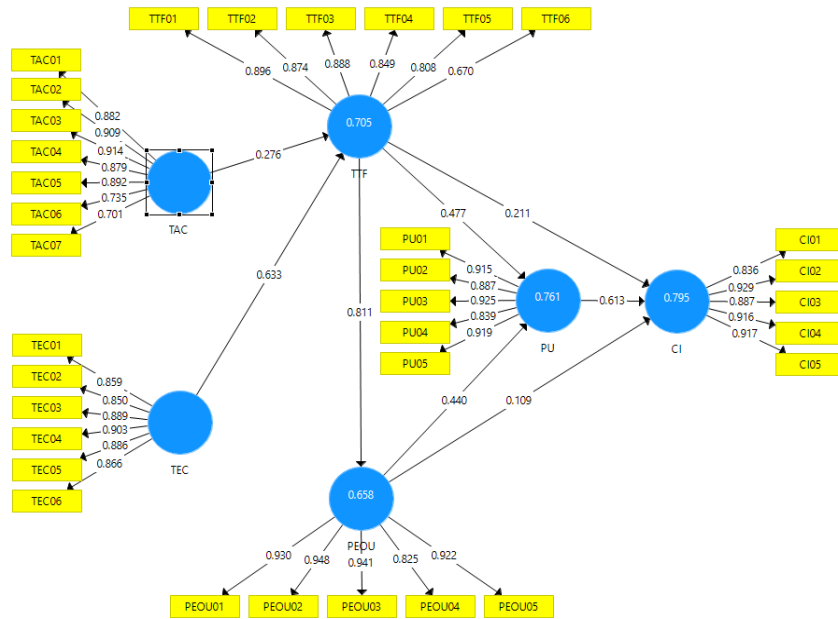 TTF01
TTF02
TTF03
TTF04
TTF05
TTF06
0.896
0.874
0.888
0.849
0.808
0.670
TAC01
TAC02
TAC03
TAC04
TAC05
TAC06
TAC07
0.882
0.909
0.914
0.879
0.892
0.735
0.701
TAC
0.276
0.705
TTF
0.633
0.811
0.477
0.211
PU01
PU02
PU03
PU04
PU05
0.915
0.887
0.925
0.839
0.919
0.761
PU
0.613
0.795
CI
0.836
0.929
0.887
0.916
0.917
CI01
CI02
CI03
CI04
CI05
TEC01
TEC02
TEC03
TEC04
TEC05
TEC06
0.859
0.850
0.889
0.903
0.886
0.866
TEC
0.440
0.109
0.658
PEOU
0.930
0.948
0.941
0.825
0.922
PEOU01
PEOU02
PEOU03
PEOU04
PEOU05